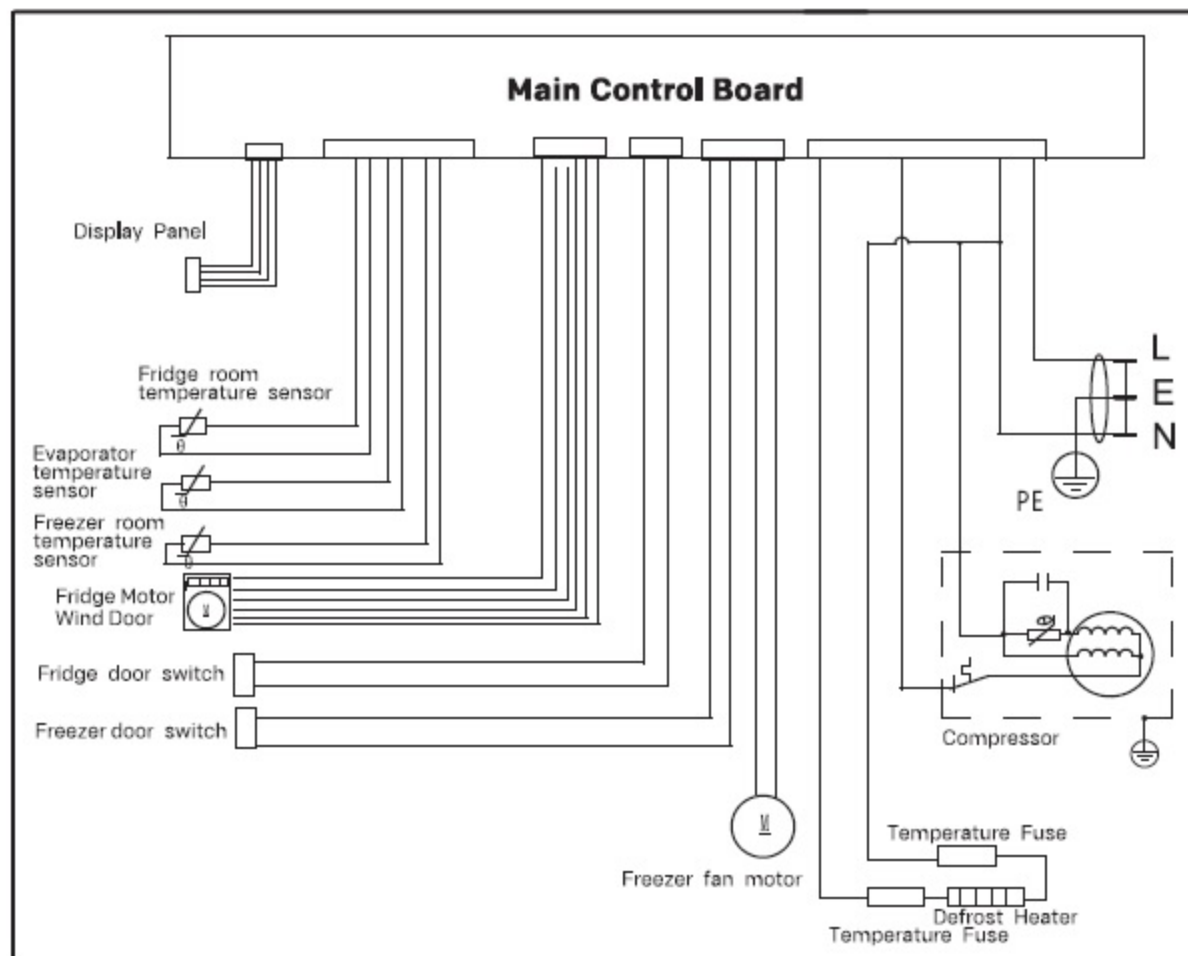 Main Control Board
Display Panel
Fridge room
temperature sensor
θ
Evaporator
temperature
sensor
θ
Freezer room
temperature
sensor
θ
Fridge Motor
Wind Door
M
Fridge door switch
Freezer door switch
M
Freezer fan motor
L
E
N
PE
θ
Compressor
Temperature Fuse
Defrost Heater
Temperature Fuse